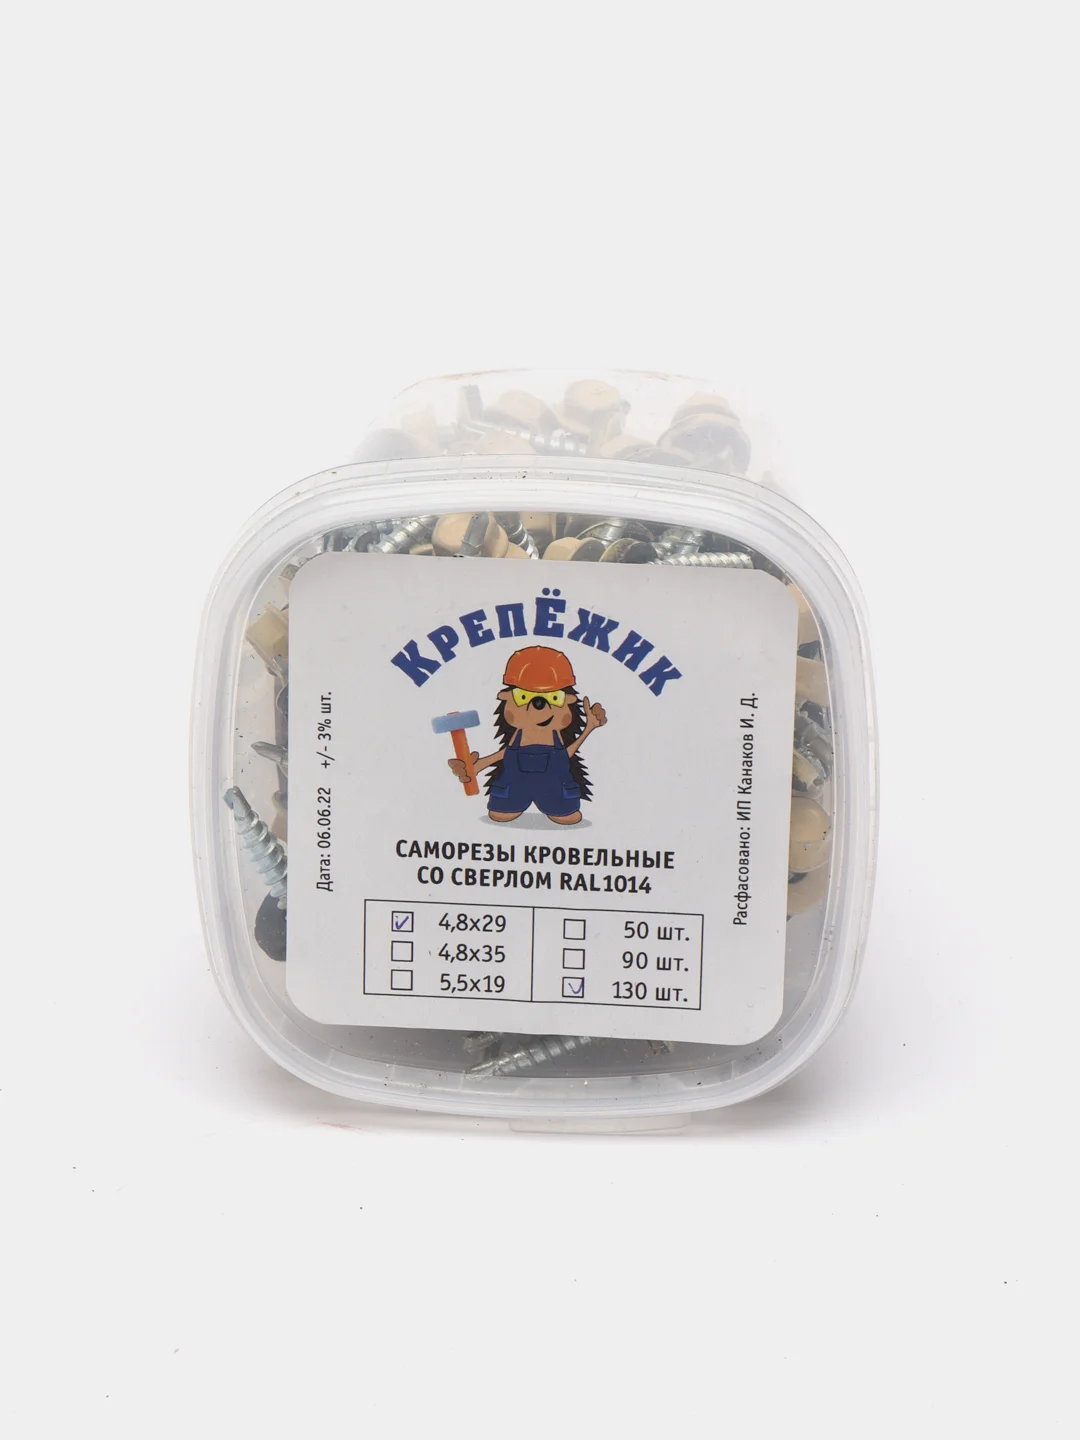 КРЕПЁЖИК
Дата: 06.06.22 +/- 3% шт.
Расфасовано: ИП Канаков И. Д.
САМОРЕЗЫ КРОВЕЛЬНЫЕ
СО СВЕРЛОМ RAL1014
4,8x29 50 шт.
4,8x35 90 шт.
5,5x19 130 шт.